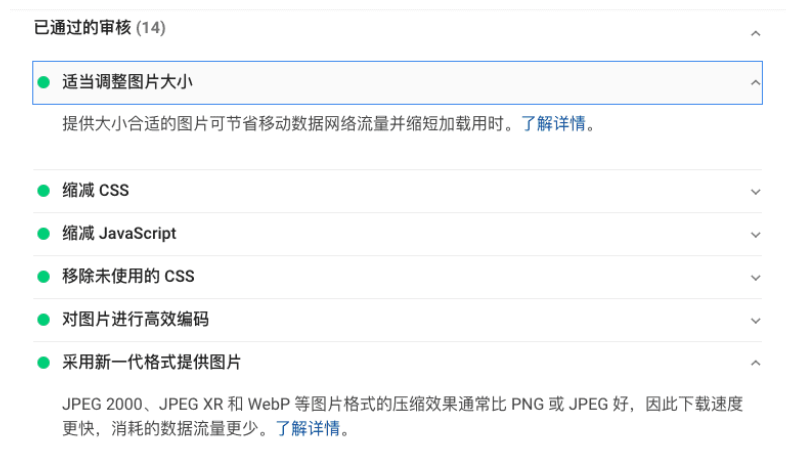 已通过的审核 (14)
适当调整图片大小
提供大小合适的图片可节省移动数据网络流量并缩短加载用时。了解详情。
缩减 CSS
缩减 JavaScript
移除未使用的 CSS
对图片进行高效编码
采用新一代格式提供图片
JPEG 2000、JPEG XR 和 WebP 等图片格式的压缩效果通常比 PNG 或 JPEG 好，因此下载速度
更快，消耗的数据流量更少。了解详情。